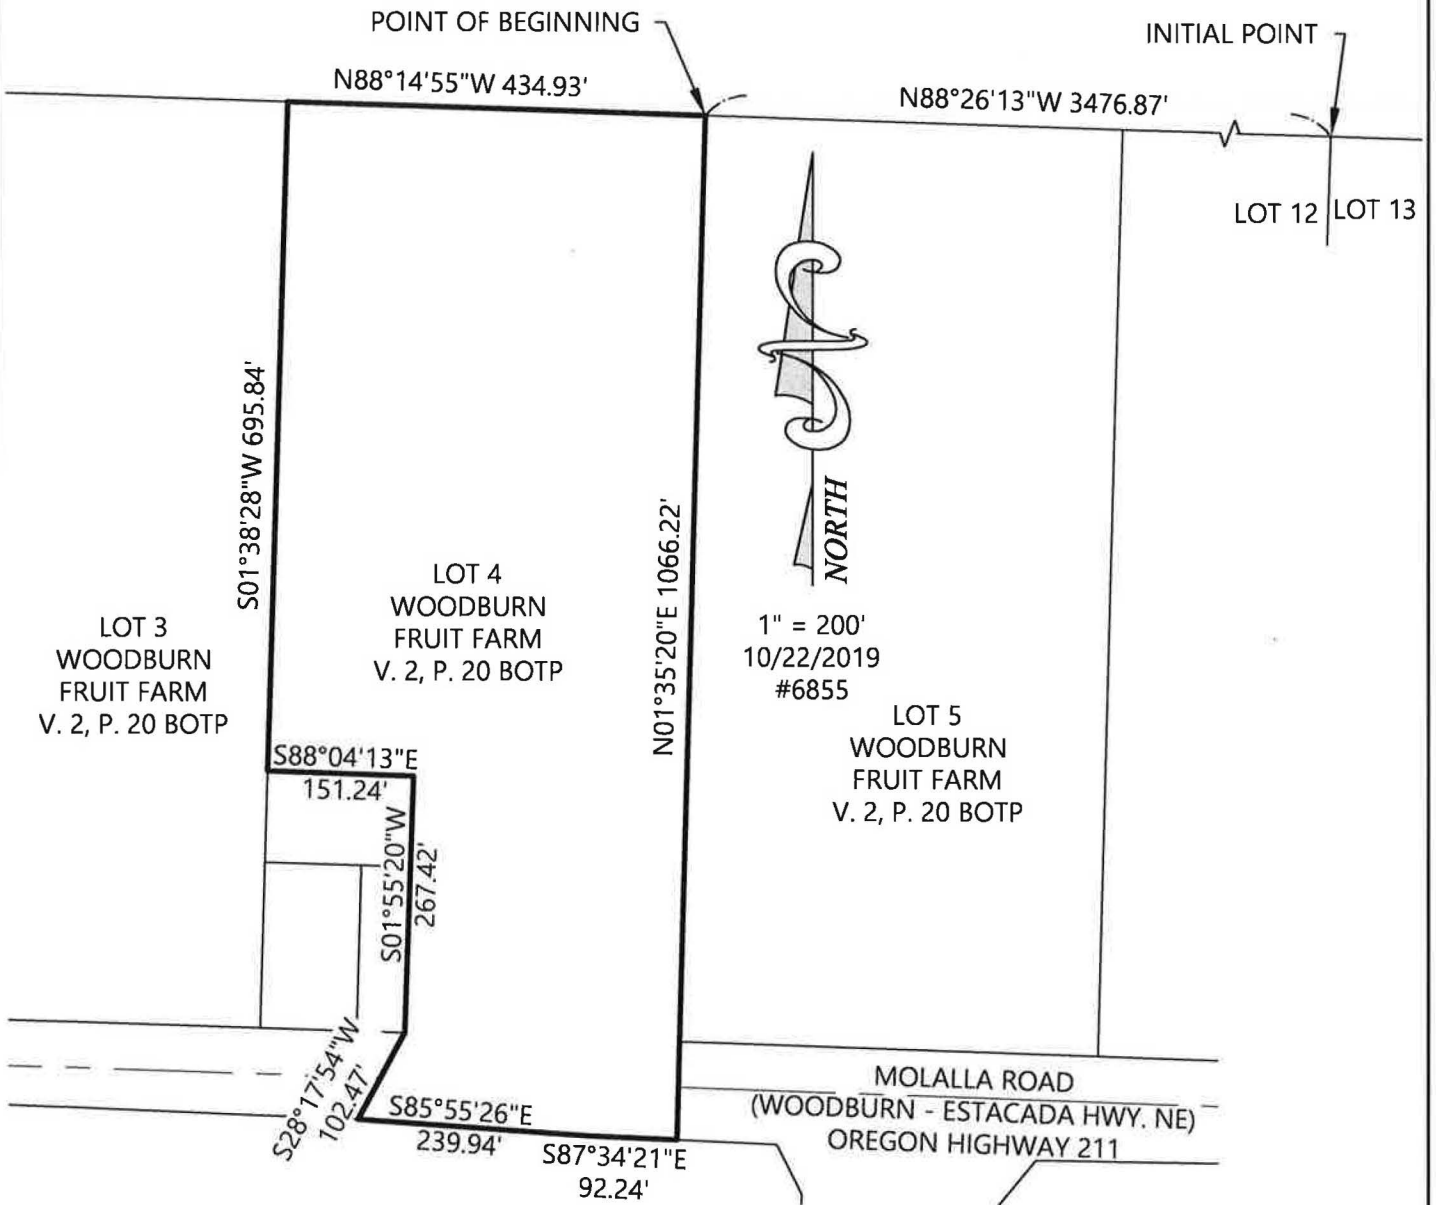 POINT OF BEGINNING
INITIAL POINT
N88°14'55"W 434.93'
N88°26'13"W 3476.87'
LOT 12
LOT 13
S01°38'28"W 695.84'
N01°35'20"E 1066.22'
NORTH
1" = 200'
10/22/2019
#6855
LOT 4
WOODBURN
FRUIT FARM
V. 2, P. 20 BOTP
LOT 3
WOODBURN
FRUIT FARM
V. 2, P. 20 BOTP
LOT 5
WOODBURN
FRUIT FARM
V. 2, P. 20 BOTP
S88°04'13"E
151.24'
S01°55'20"W
267.42'
S28°17'54"W
102.47'
S85°55'26"E
239.94'
S87°34'21"E
92.24'
MOLALLA ROAD
(WOODBURN - ESTACADA HWY. NE)
OREGON HIGHWAY 211